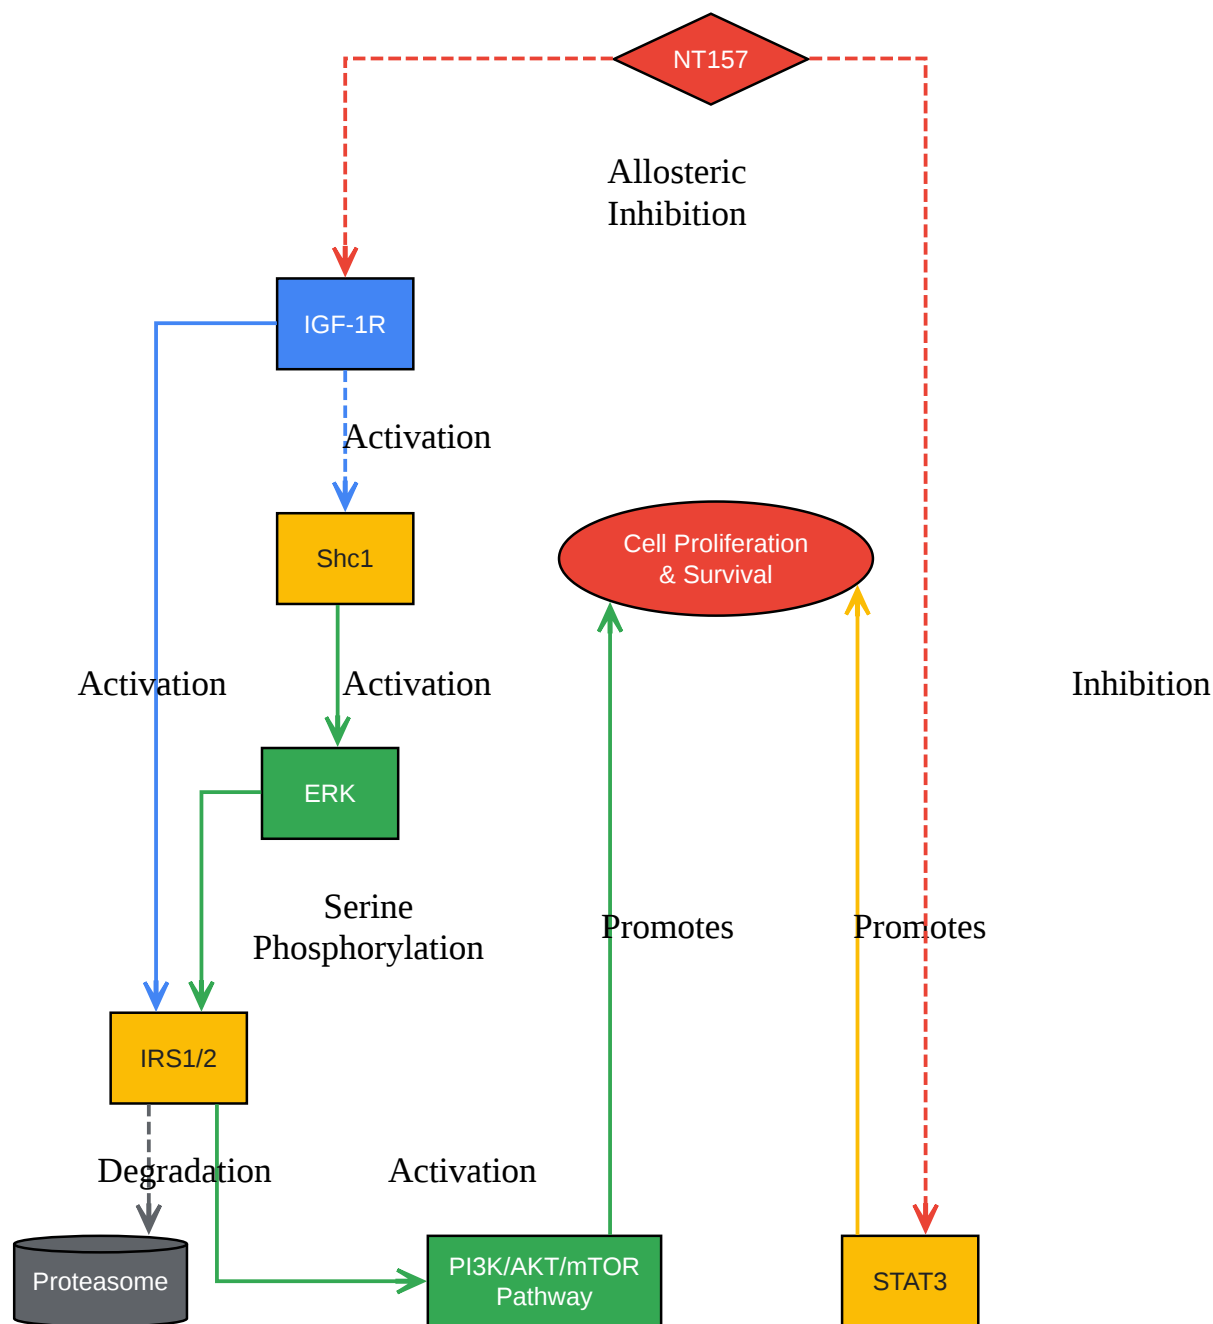 NT157
Allosteric
Inhibition
IGF-1R
Activation
Shc1
Cell Proliferation
& Survival
Activation
Activation
Inhibition
ERK
Serine
Phosphorylation
Promotes
Promotes
IRS1/2
Degradation
Activation
Proteasome
PI3K/AKT/mTOR
Pathway
STAT3